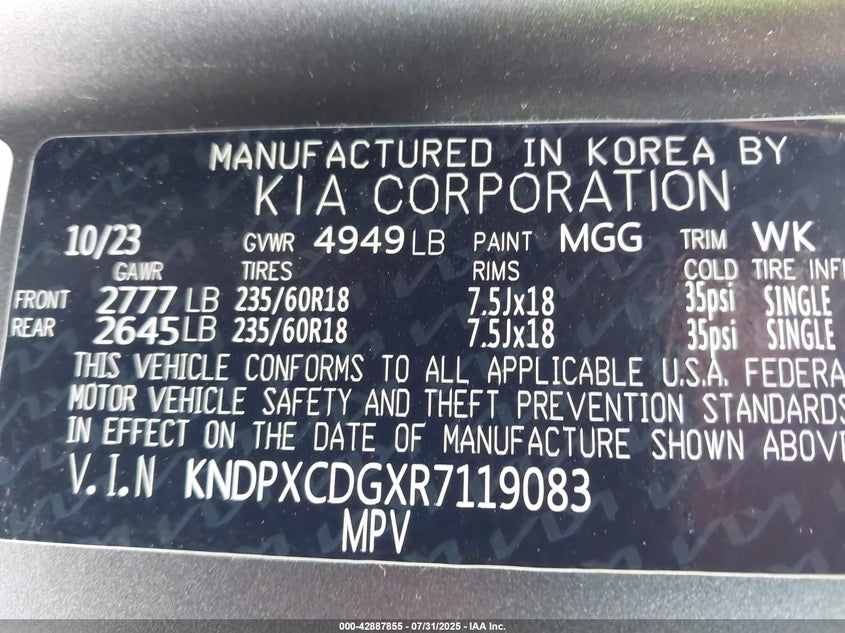 MANUFACTURED IN KOREA BY
KIA CORPORATION
10/23 GVWR 4949 LB PAINT MGG TRIM WK
GAWR TIRES RIMS COLD TIRE INFL
FRONT 2777 LB 235/60R18 7.5Jx18 35psi SINGLE
REAR 2645 LB 235/60R18 7.5Jx18 35psi SINGLE
THIS VEHICLE CONFORMS TO ALL APPLICABLE U.S.A. FEDERA
MOTOR VEHICLE SAFETY AND THEFT PREVENTION STANDARDS
IN EFFECT ON THE DATE OF MANUFACTURE SHOWN ABOVE
V.I.N KNDPXCDGXR7119083
MPV
000-42887855 - 07/31/2025 - IAA Inc.